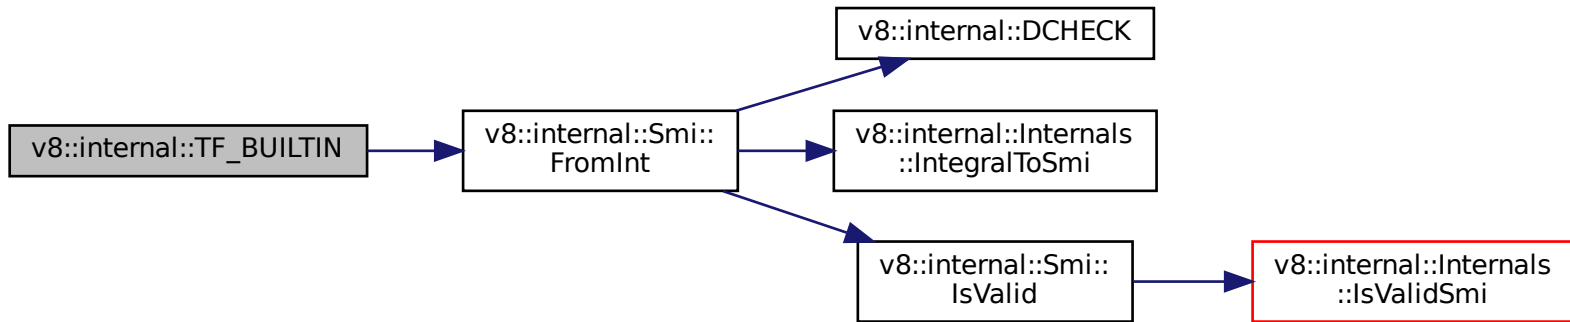 v8::internal::TF_BUILTIN
v8::internal::Smi::
FromInt
v8::internal::DCHECK
v8::internal::Internals
::IntegralToSmi
v8::internal::Smi::
IsValid
v8::internal::Internals
::IsValidSmi